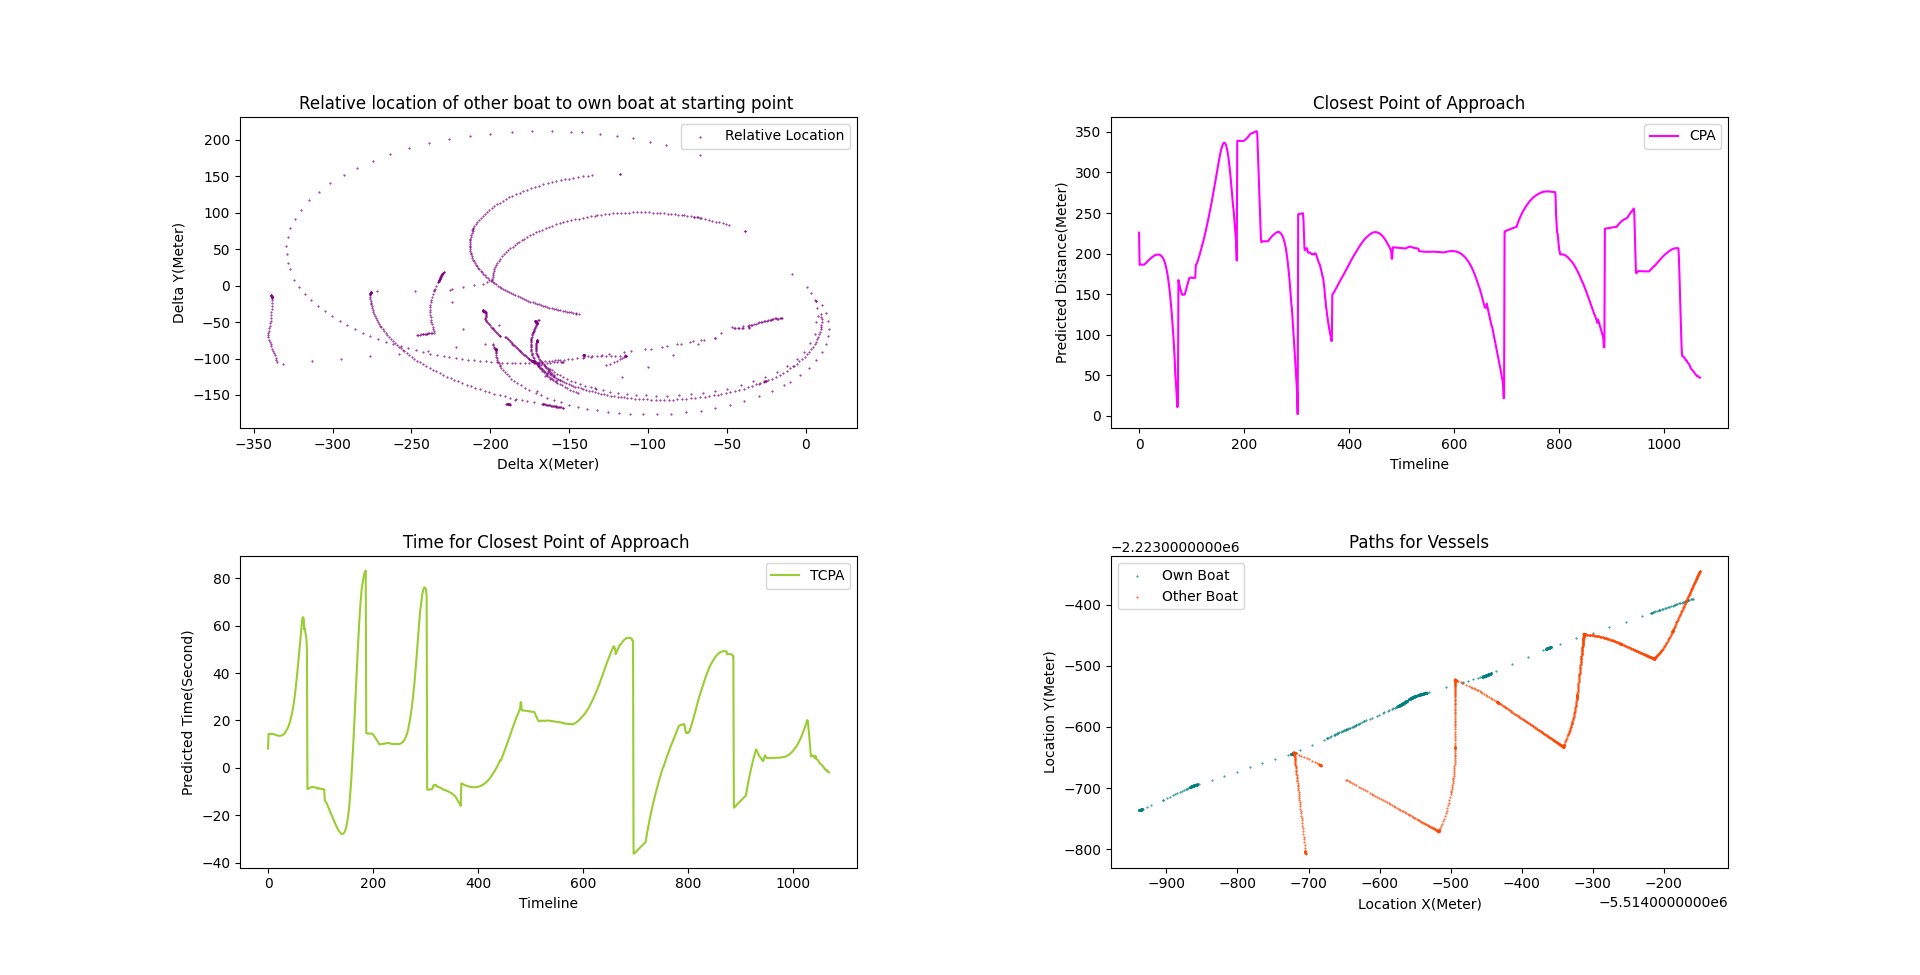 Relative location of other boat to own boat at starting point
Relative Location
200
150
100
50
0
−50
−100
−150
Delta Y(Meter)
−350 −300 −250 −200 −150 −100 −50 0
Delta X(Meter)
Closest Point of Approach
CPA
350
300
250
200
150
100
50
0
Predicted Distance(Meter)
0 200 400 600 800 1000
Timeline
Time for Closest Point of Approach
TCPA
80
60
40
20
0
−20
−40
Predicted Time(Second)
0 200 400 600 800 1000
Timeline
Paths for Vessels
−2.2230000000e6
Own Boat
Other Boat
−400
−500
−600
−700
−800
Location Y(Meter)
−900 −800 −700 −600 −500 −400 −300 −200
Location X(Meter)
−5.5140000000e6